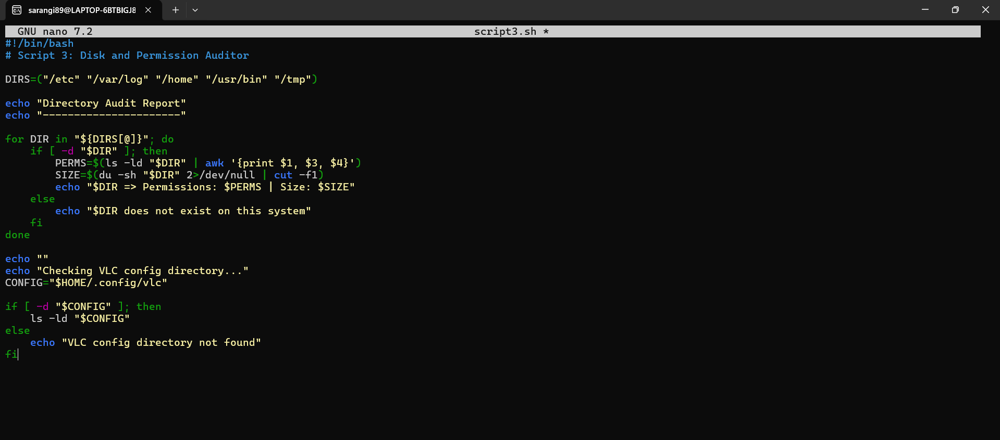 sarangi89@LAPTOP-6BTBIGJ8
GNU nano 7.2 script3.sh *
#!/bin/bash
# Script 3: Disk and Permission Auditor
DIRS=("/etc" "/var/log" "/home" "/usr/bin" "/tmp")
echo "Directory Audit Report"
echo "----------------------"
for DIR in "${DIRS[@]}"; do
    if [ -d "$DIR" ]; then
        PERMS=$(ls -ld "$DIR" | awk '{print $1, $3, $4}')
        SIZE=$(du -sh "$DIR" 2>/dev/null | cut -f1)
        echo "$DIR => Permissions: $PERMS | Size: $SIZE"
    else
        echo "$DIR does not exist on this system"
    fi
done
echo ""
echo "Checking VLC config directory..."
CONFIG="$HOME/.config/vlc"
if [ -d "$CONFIG" ]; then
    ls -ld "$CONFIG"
else
    echo "VLC config directory not found"
fi